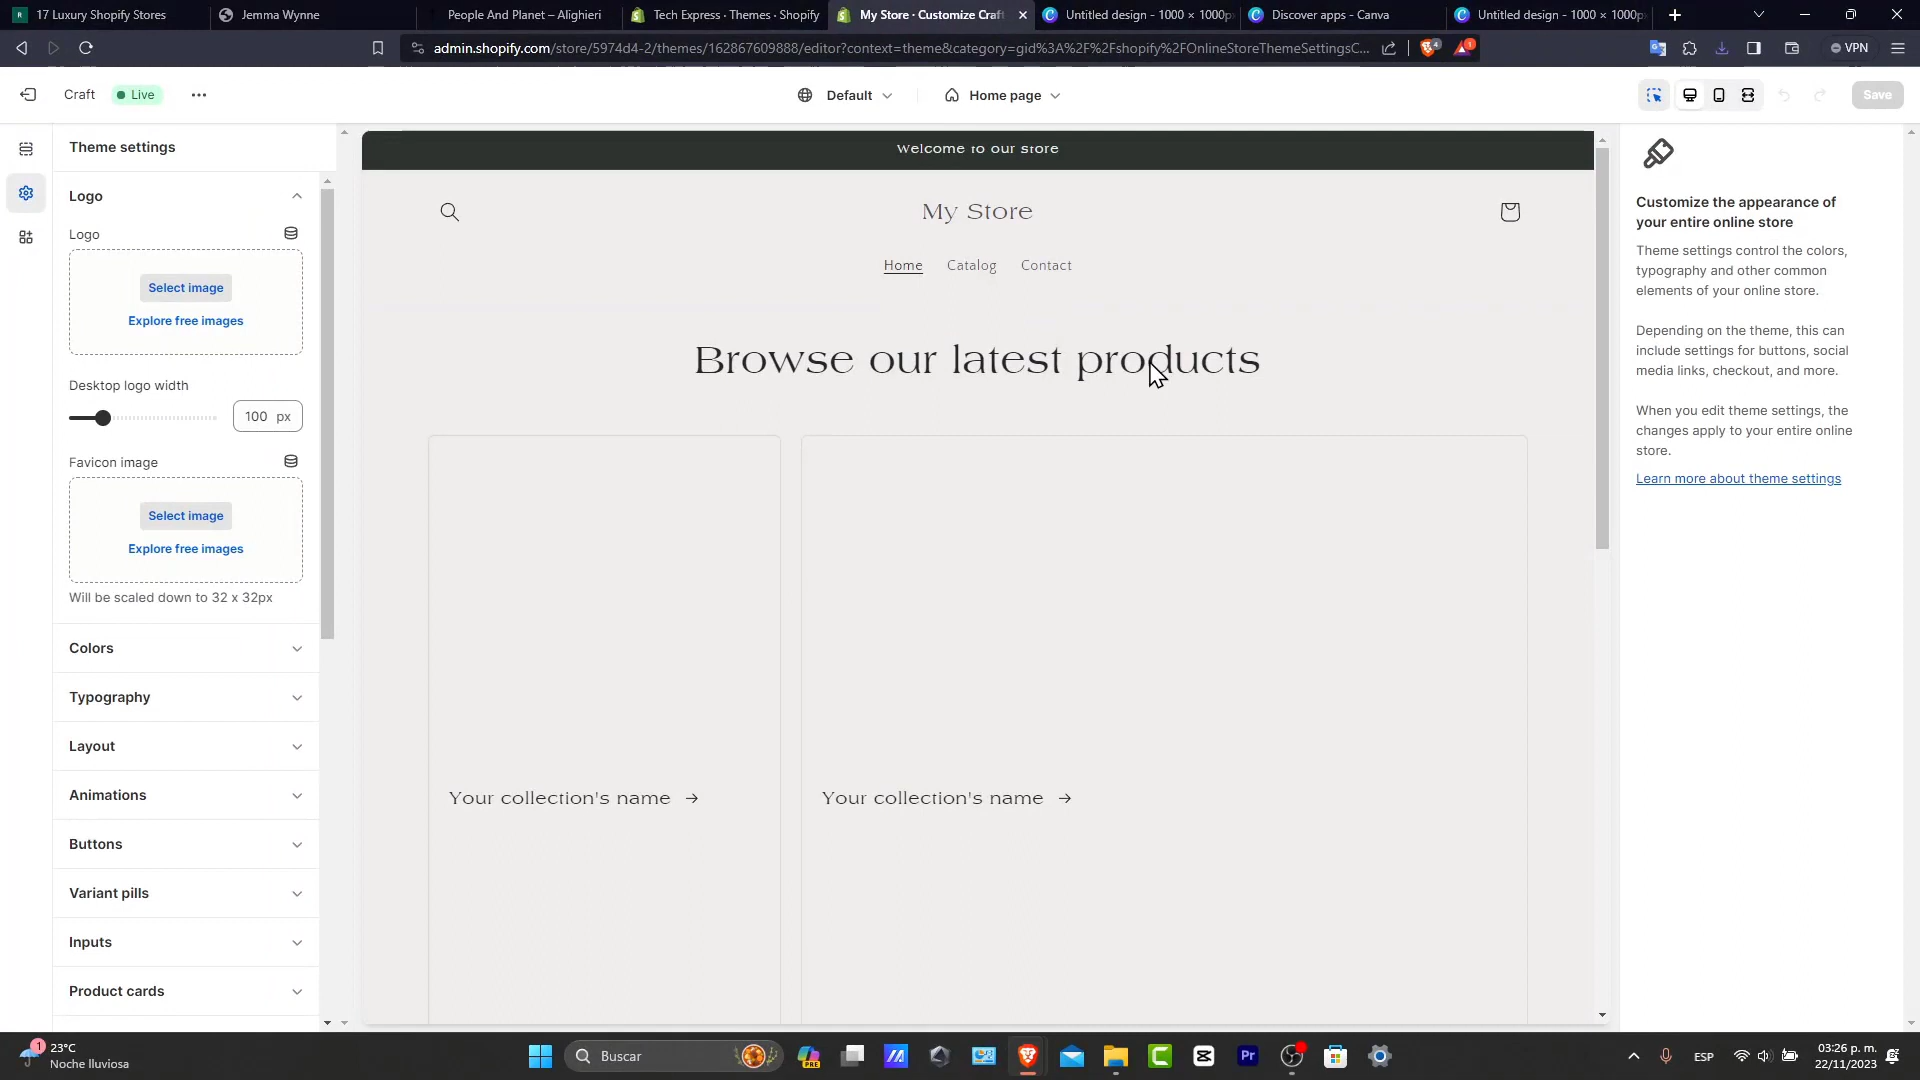 17 Luxury Shopify Stores
Jemma Wynne
People And Planet – Alighieri
Tech Express · Themes · Shopify
My Store · Customize Craf
Untitled design - 1000 × 1000p
Discover apps - Canva
Untitled design - 1000 × 1000p
admin.shopify.com/store/5974d4-2/themes/162867609888/editor?context=theme&category=gid%3A%2F%2Fshopify%2FOnlineStoreThemeSettingsC...
4
1
VPN
Craft
Live
Default
Home page
Save
Theme settings
Logo
Logo
Select image
Explore free images
Desktop logo width
100 px
Favicon image
Select image
Explore free images
Will be scaled down to 32 x 32px
Colors
Typography
Layout
Animations
Buttons
Variant pills
Inputs
Product cards
Welcome to our store
My Store
Home
Catalog
Contact
Browse our latest products
Your collection's name →
Your collection's name →
Customize the appearance of
your entire online store
Theme settings control the colors,
typography and other common
elements of your online store.
Depending on the theme, this can
include settings for buttons, social
media links, checkout, and more.
When you edit theme settings, the
changes apply to your entire online
store.
Learn more about theme settings
1
23°C
Noche lluviosa
Buscar
PRE
Pr
ESP
03:26 p. m.
22/11/2023